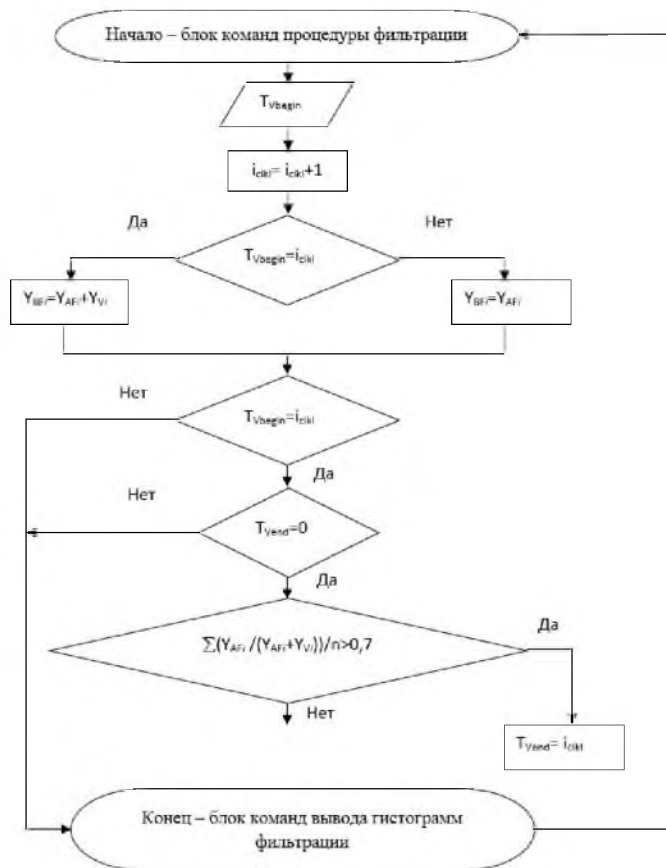 Начало – блок команд процедуры фильтрации
T_Vbegin
i_cikl= i_cikl+1
Да
Нет
T_Vbegin=i_cikl
Y_BFi=Y_AFi+Y_Vi
Y_BFi=Y_AFi
Нет
T_Vbegin=i_cikl
Да
Нет
T_Vend=0
Да
∑(Y_AFi /(Y_AFi+Y_Vi))/n>0,7
Да
Нет
T_Vend= i_cikl
Конец – блок команд вывода гистограмм
фильтрации